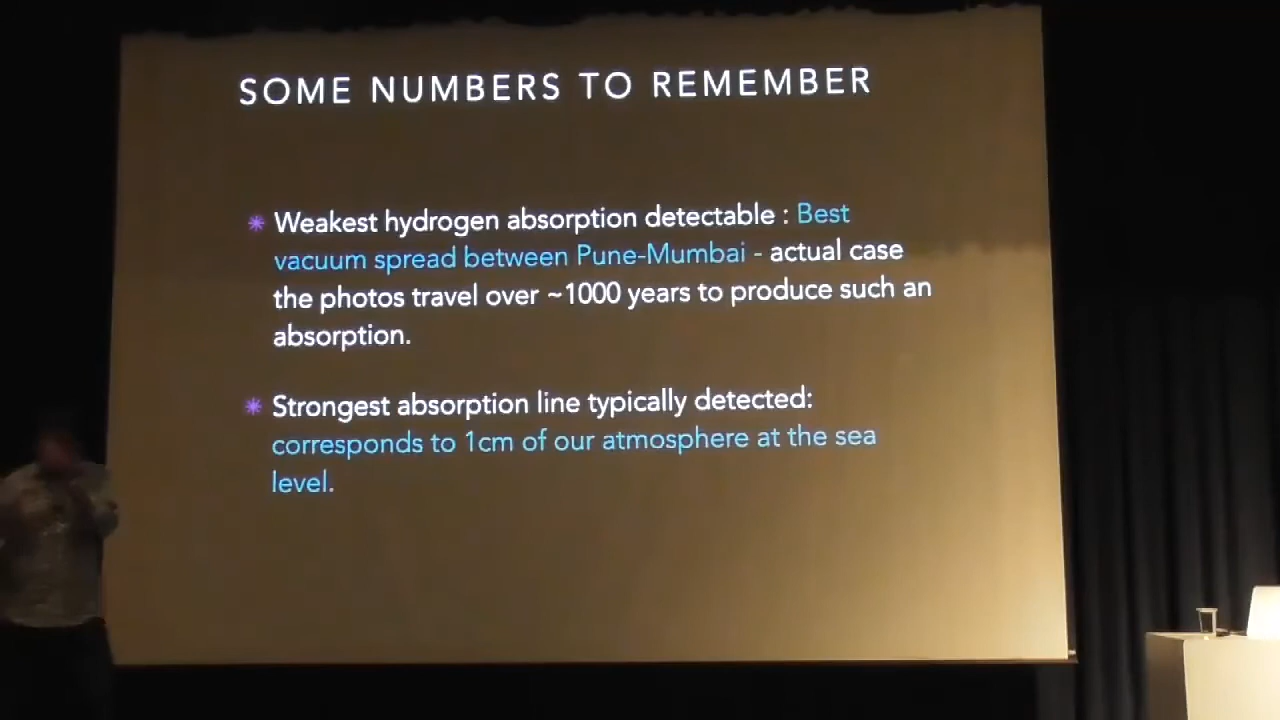 SOME NUMBERS TO REMEMBER
Weakest hydrogen absorption detectable : Best
vacuum spread between Pune-Mumbai - actual case
the photos travel over ~1000 years to produce such an
absorption.
Strongest absorption line typically detected:
corresponds to 1cm of our atmosphere at the sea
level.